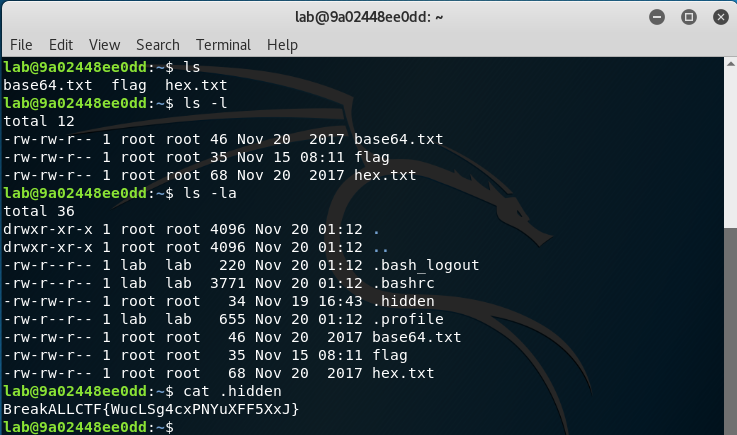 lab@9a02448ee0dd: ~
File Edit View Search Terminal Help
lab@9a02448ee0dd:~$ ls
base64.txt  flag  hex.txt
lab@9a02448ee0dd:~$ ls -l
total 12
-rw-rw-r-- 1 root root 46 Nov 20  2017 base64.txt
-rw-rw-r-- 1 root root 35 Nov 15 08:11 flag
-rw-rw-r-- 1 root root 68 Nov 20  2017 hex.txt
lab@9a02448ee0dd:~$ ls -la
total 36
drwxr-xr-x 1 root root 4096 Nov 20 01:12 .
drwxr-xr-x 1 root root 4096 Nov 20 01:12 ..
-rw-r--r-- 1 lab  lab   220 Nov 20 01:12 .bash_logout
-rw-r--r-- 1 lab  lab  3771 Nov 20 01:12 .bashrc
-rw-rw-r-- 1 root root   34 Nov 19 16:43 .hidden
-rw-r--r-- 1 lab  lab   655 Nov 20 01:12 .profile
-rw-rw-r-- 1 root root   46 Nov 20  2017 base64.txt
-rw-rw-r-- 1 root root   35 Nov 15 08:11 flag
-rw-rw-r-- 1 root root   68 Nov 20  2017 hex.txt
lab@9a02448ee0dd:~$ cat .hidden
BreakALLCTF{WucLSg4cxPNYuXFF5XxJ}
lab@9a02448ee0dd:~$